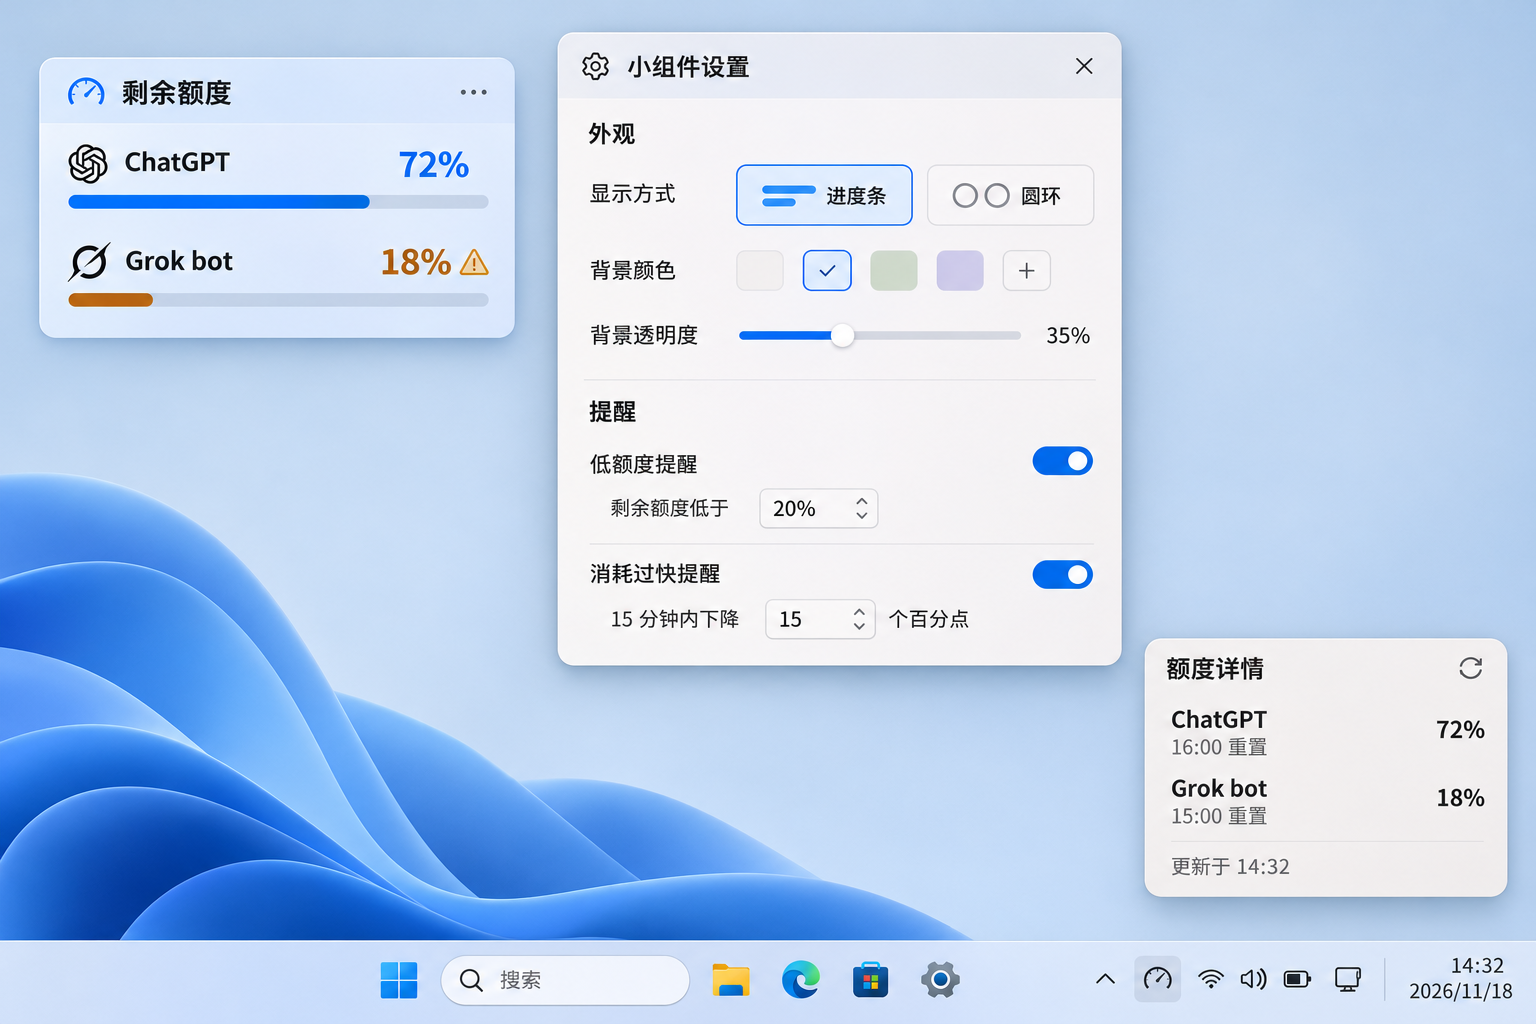 剩余额度
ChatGPT 72%
Grok bot 18%
小组件设置
外观
显示方式 进度条 圆环
背景颜色
背景透明度 35%
提醒
低额度提醒
剩余额度低于 20%
消耗过快提醒
15 分钟内下降 15 个百分点
额度详情
ChatGPT 72%
16:00 重置
Grok bot 18%
15:00 重置
更新于 14:32
搜索
14:32
2026/11/18